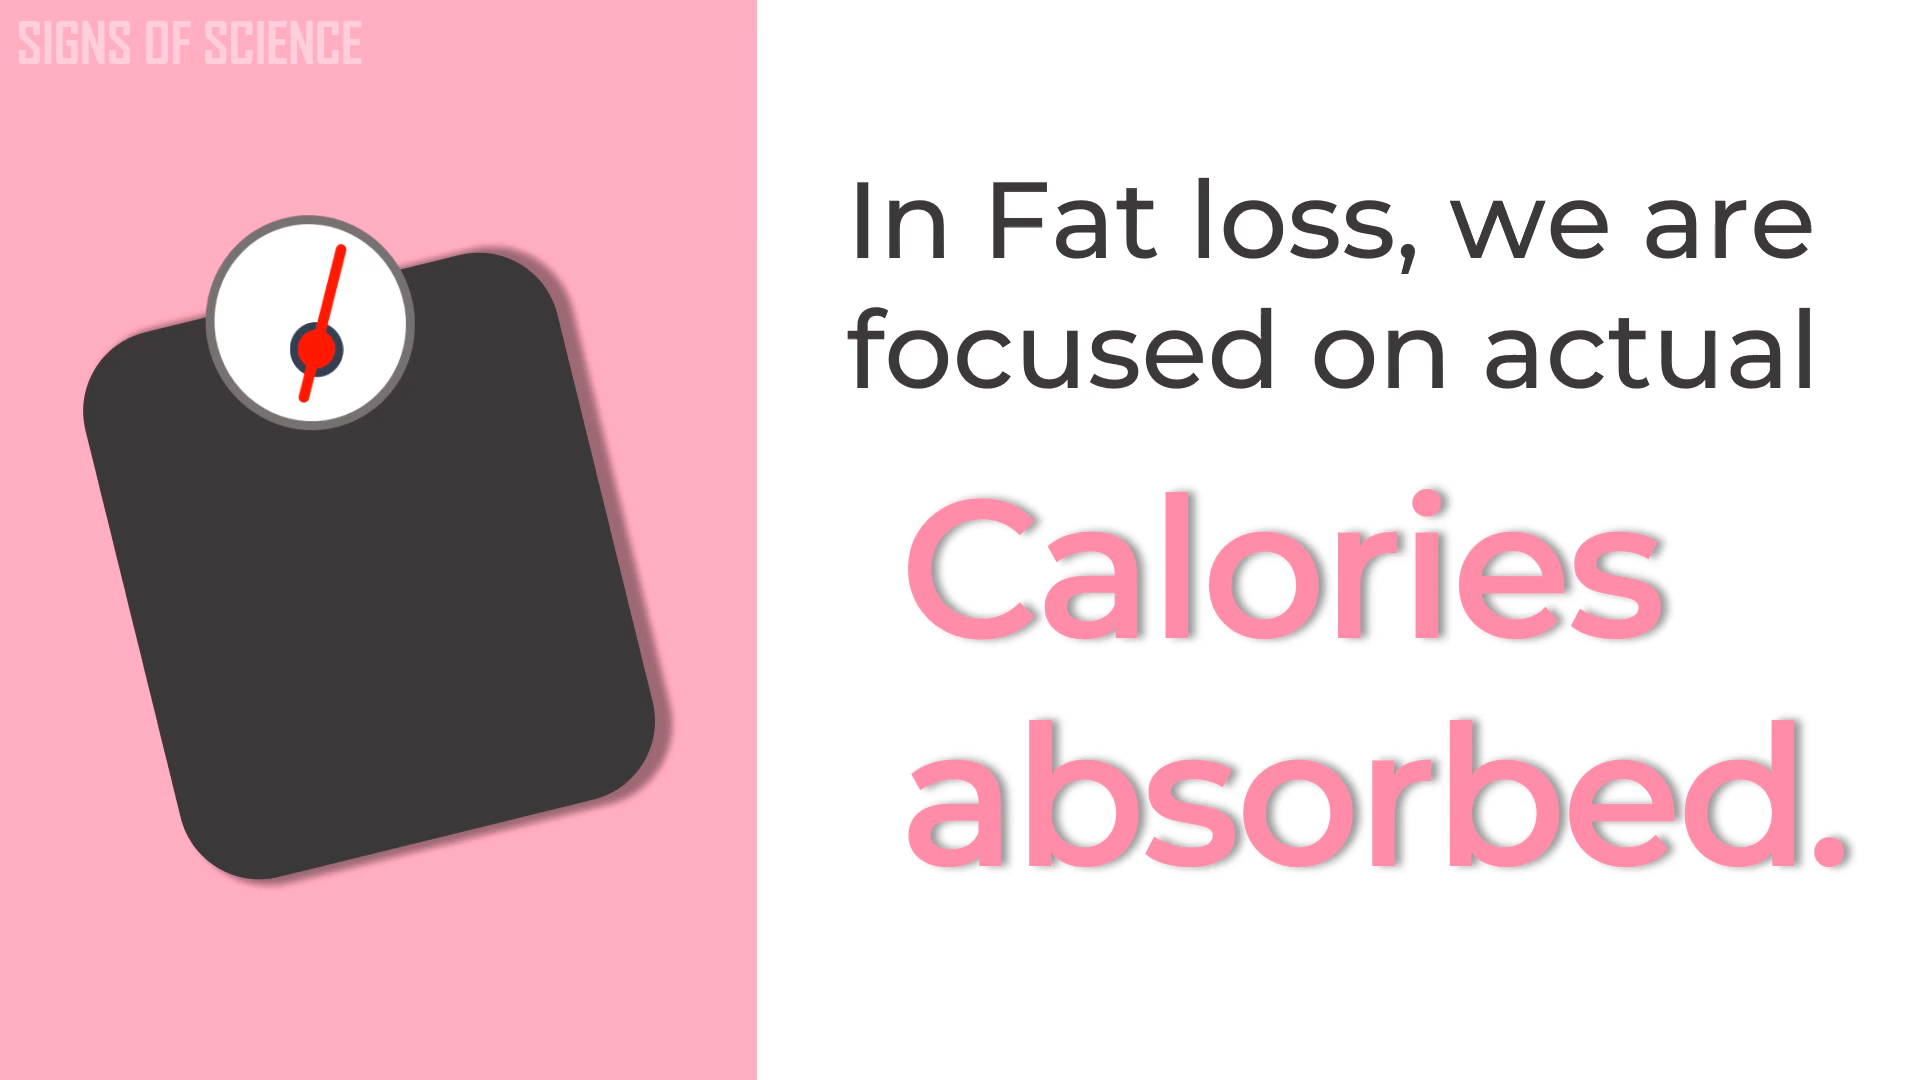 SIGNS OF SCIENCE
In Fat loss, we are
focused on actual
Calories
absorbed.